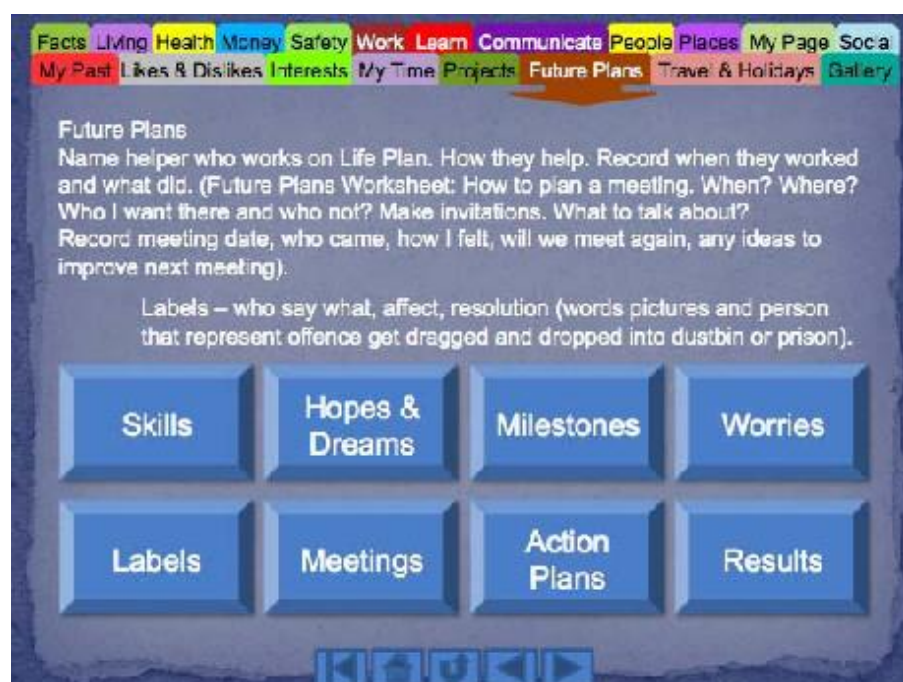 Facts Living Health Money Safety Work Learn Communicate People Places My Page Social
My Past Likes & Dislikes Interests My Time Projects Future Plans Travel & Holidays Gallery
Future Plans
Name helper who works on Life Plan. How they help. Record when they worked
and what did. (Future Plans Worksheet: How to plan a meeting. When? Where?
Who I want there and who not? Make invitations. What to talk about?
Record meeting date, who came, how I felt, will we meet again, any ideas to
improve next meeting).
Labels – who say what, affect, resolution (words pictures and person
that represent offence get dragged and dropped into dustbin or prison).
Skills
Hopes &
Dreams
Milestones
Worries
Labels
Meetings
Action
Plans
Results